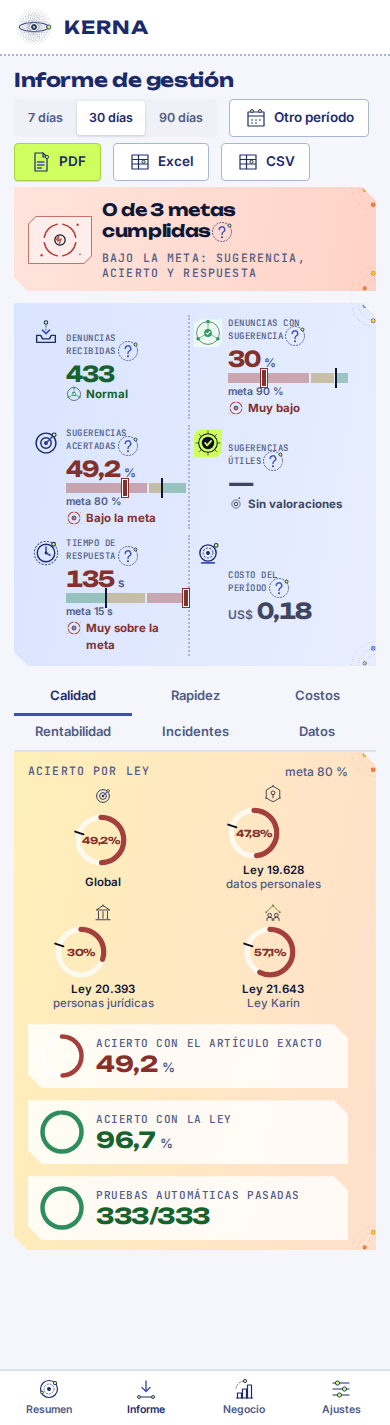 KERNA
Informe de gestión
7 días
30 días
90 días
Otro período
PDF
Excel
CSV
0 de 3 metas
cumplidas ?
BAJO LA META: SUGERENCIA,
ACIERTO Y RESPUESTA
DENUNCIAS
RECIBIDAS ?
433
Normal
DENUNCIAS CON
SUGERENCIA ?
30 %
meta 90 %
Muy bajo
SUGERENCIAS
ACERTADAS ?
49,2 %
meta 80 %
Bajo la meta
SUGERENCIAS
ÚTILES ?
—
Sin valoraciones
TIEMPO DE
RESPUESTA ?
135 s
meta 15 s
Muy sobre la
meta
COSTO DEL
PERÍODO ?
US$ 0,18
Calidad
Rapidez
Costos
Rentabilidad
Incidentes
Datos
ACIERTO POR LEY
meta 80 %
49,2%
Global
47,8%
Ley 19.628
datos personales
30%
Ley 20.393
personas jurídicas
57,1%
Ley 21.643
Ley Karin
ACIERTO CON EL ARTÍCULO EXACTO
49,2 %
ACIERTO CON LA LEY
96,7 %
PRUEBAS AUTOMÁTICAS PASADAS
333/333
Resumen
Informe
Negocio
Ajustes